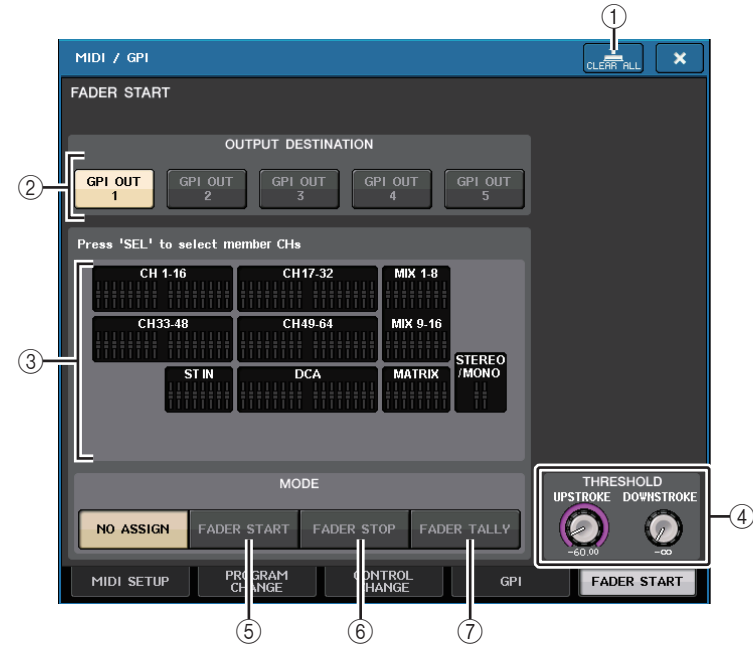 ①
MIDI / GPI
CLEAR ALL
×
FADER START
OUTPUT DESTINATION
②
GPI OUT 1
GPI OUT 2
GPI OUT 3
GPI OUT 4
GPI OUT 5
Press 'SEL' to select member CHs
③
CH 1-16
CH17-32
MIX 1-8
CH33-48
CH49-64
MIX 9-16
ST IN
DCA
MATRIX
STEREO
/MONO
MODE
NO ASSIGN
FADER START
FADER STOP
FADER TALLY
THRESHOLD
UPSTROKE
DOWNSTROKE
-60.00
-∞
④
MIDI SETUP
PROGRAM
CHANGE
CONTROL
CHANGE
GPI
FADER START
⑤
⑥
⑦